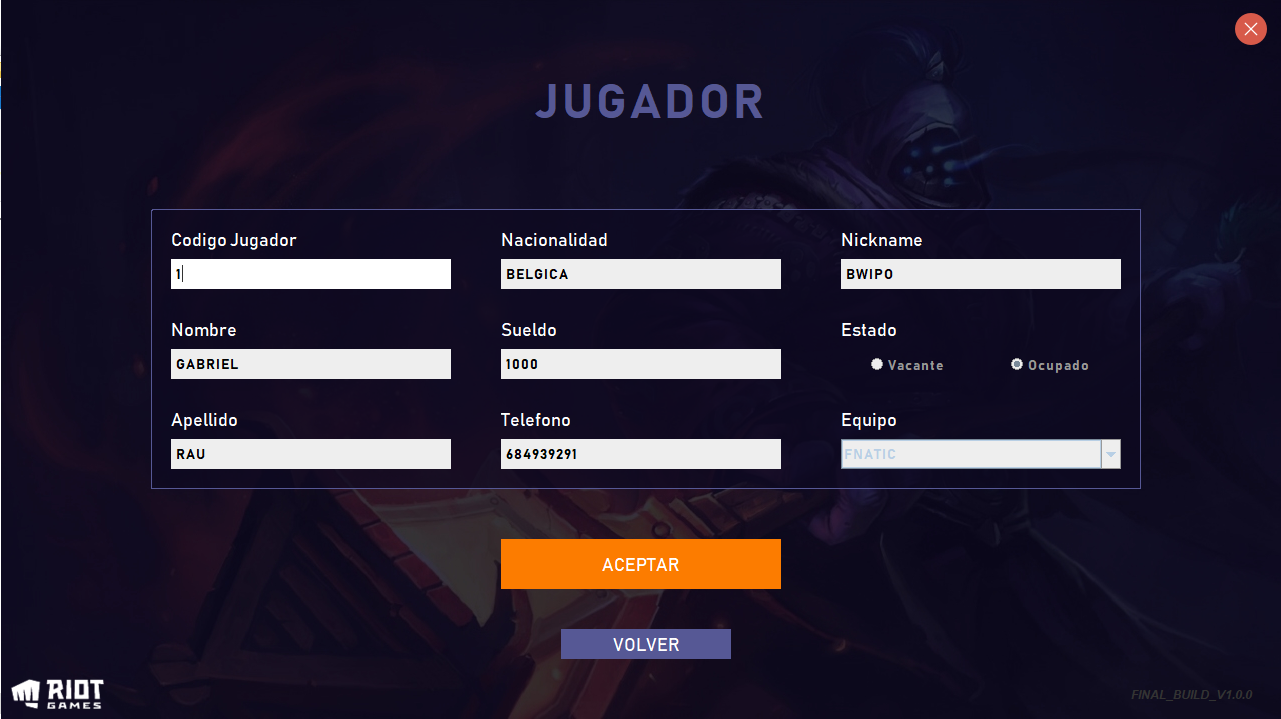 JUGADOR
Codigo Jugador
1
Nacionalidad
BELGICA
Nickname
BWIPO
Nombre
GABRIEL
Sueldo
1000
Estado
Vacante
Ocupado
Apellido
RAU
Telefono
684939291
Equipo
FNATIC
ACEPTAR
VOLVER
RIOT
GAMES
FINAL_BUILD_V1.0.0